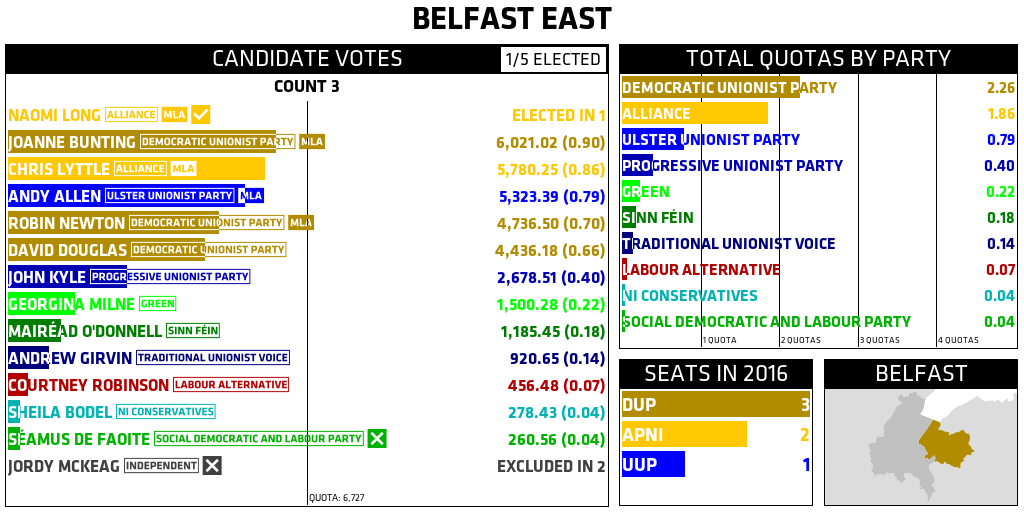 BELFAST EAST
CANDIDATE VOTES 1/5 ELECTED
COUNT 3
NAOMI LONG ALLIANCE MLA ELECTED IN 1
JOANNE BUNTING DEMOCRATIC UNIONIST PARTY MLA 6,021.02 (0.90)
CHRIS LYTTLE ALLIANCE MLA 5,780.25 (0.86)
ANDY ALLEN ULSTER UNIONIST PARTY MLA 5,323.39 (0.79)
ROBIN NEWTON DEMOCRATIC UNIONIST PARTY MLA 4,736.50 (0.70)
DAVID DOUGLAS DEMOCRATIC UNIONIST PARTY 4,436.18 (0.66)
JOHN KYLE PROGRESSIVE UNIONIST PARTY 2,678.51 (0.40)
GEORGINA MILNE GREEN 1,500.28 (0.22)
MAIRÉAD O'DONNELL SINN FÉIN 1,185.45 (0.18)
ANDREW GIRVIN TRADITIONAL UNIONIST VOICE 920.65 (0.14)
COURTNEY ROBINSON LABOUR ALTERNATIVE 456.48 (0.07)
SHEILA BODEL NI CONSERVATIVES 278.43 (0.04)
SÉAMUS DE FAOITE SOCIAL DEMOCRATIC AND LABOUR PARTY 260.56 (0.04)
JORDY MCKEAG INDEPENDENT EXCLUDED IN 2
QUOTA: 6,727
TOTAL QUOTAS BY PARTY
DEMOCRATIC UNIONIST PARTY 2.26
ALLIANCE 1.86
ULSTER UNIONIST PARTY 0.79
PROGRESSIVE UNIONIST PARTY 0.40
GREEN 0.22
SINN FÉIN 0.18
TRADITIONAL UNIONIST VOICE 0.14
LABOUR ALTERNATIVE 0.07
NI CONSERVATIVES 0.04
SOCIAL DEMOCRATIC AND LABOUR PARTY 0.04
1 QUOTA 2 QUOTAS 3 QUOTAS 4 QUOTAS
SEATS IN 2016
DUP 3
APNI 2
UUP 1
BELFAST